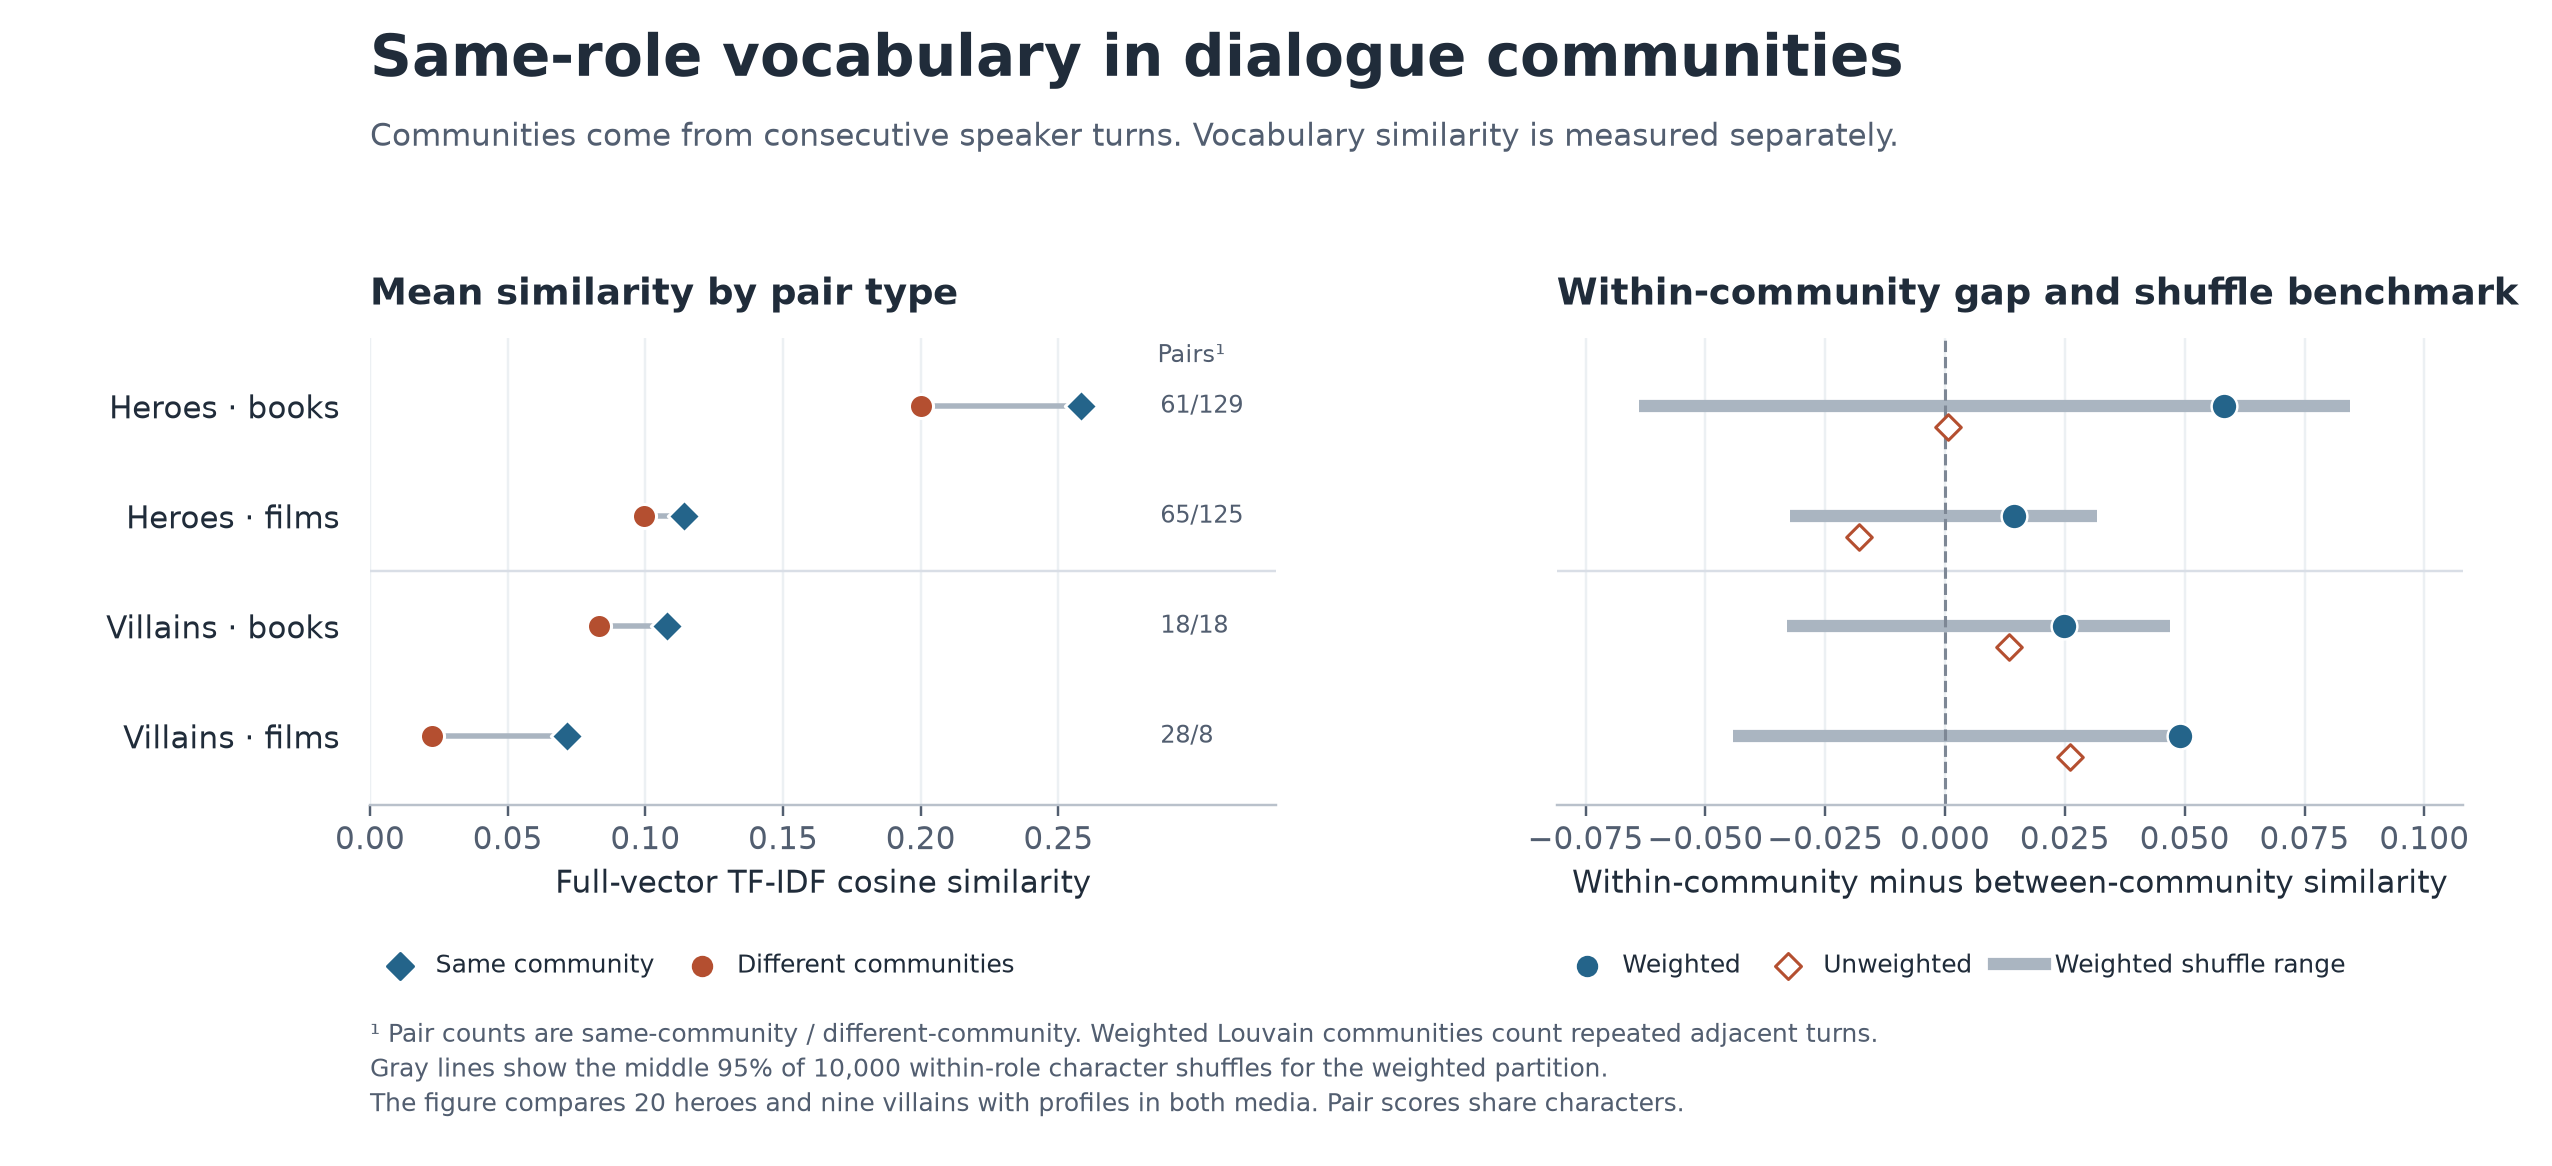 Same-role vocabulary in dialogue communities
Communities come from consecutive speaker turns. Vocabulary similarity is measured separately.
Mean similarity by pair type
Pairs¹
Heroes · books
61/129
Heroes · films
65/125
Villains · books
18/18
Villains · films
28/8
0.00 0.05 0.10 0.15 0.20 0.25
Full-vector TF-IDF cosine similarity
Same community Different communities
Within-community gap and shuffle benchmark
−0.075 −0.050 −0.025 0.000 0.025 0.050 0.075 0.100
Within-community minus between-community similarity
Weighted Unweighted Weighted shuffle range
¹ Pair counts are same-community / different-community. Weighted Louvain communities count repeated adjacent turns.
Gray lines show the middle 95% of 10,000 within-role character shuffles for the weighted partition.
The figure compares 20 heroes and nine villains with profiles in both media. Pair scores share characters.